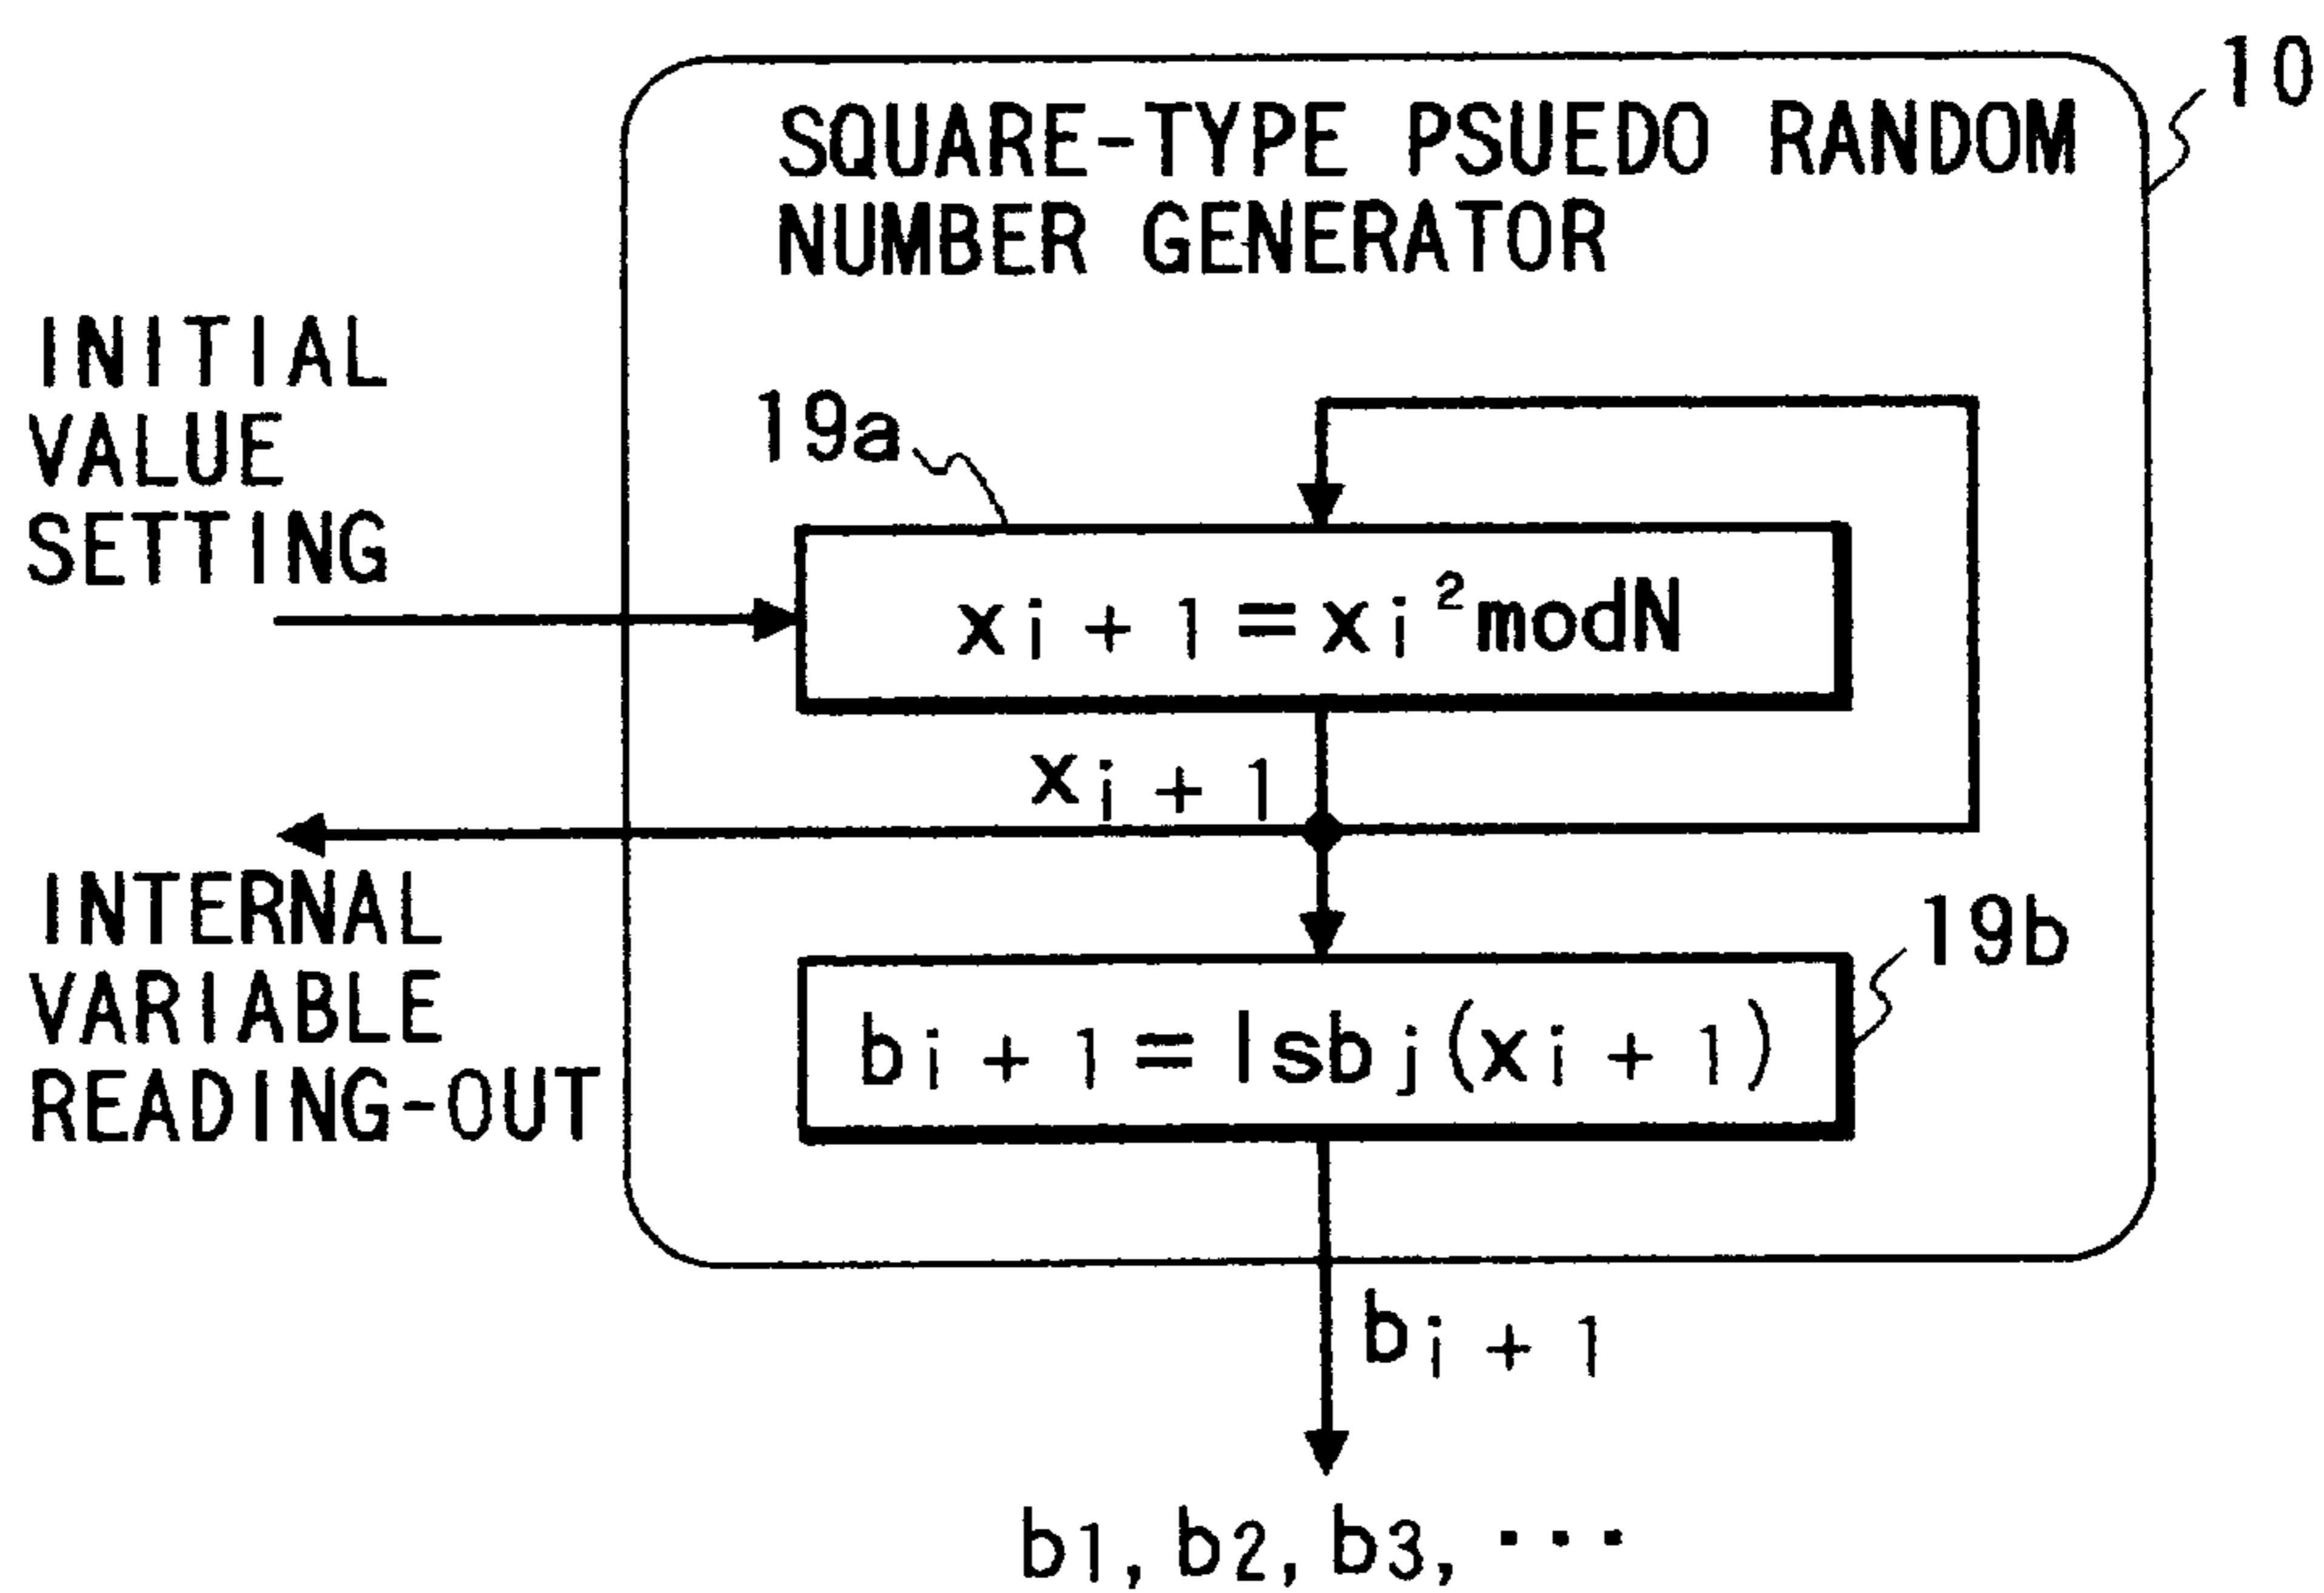 10
SQUARE-TYPE PSUEDO RANDOM
NUMBER GENERATOR
INITIAL
VALUE
SETTING
19a
xi + 1 = xi²modN
xi + 1
INTERNAL
VARIABLE
READING-OUT
19b
bi + 1 = lsbj(xi + 1)
bi + 1
b1, b2, b3, ···